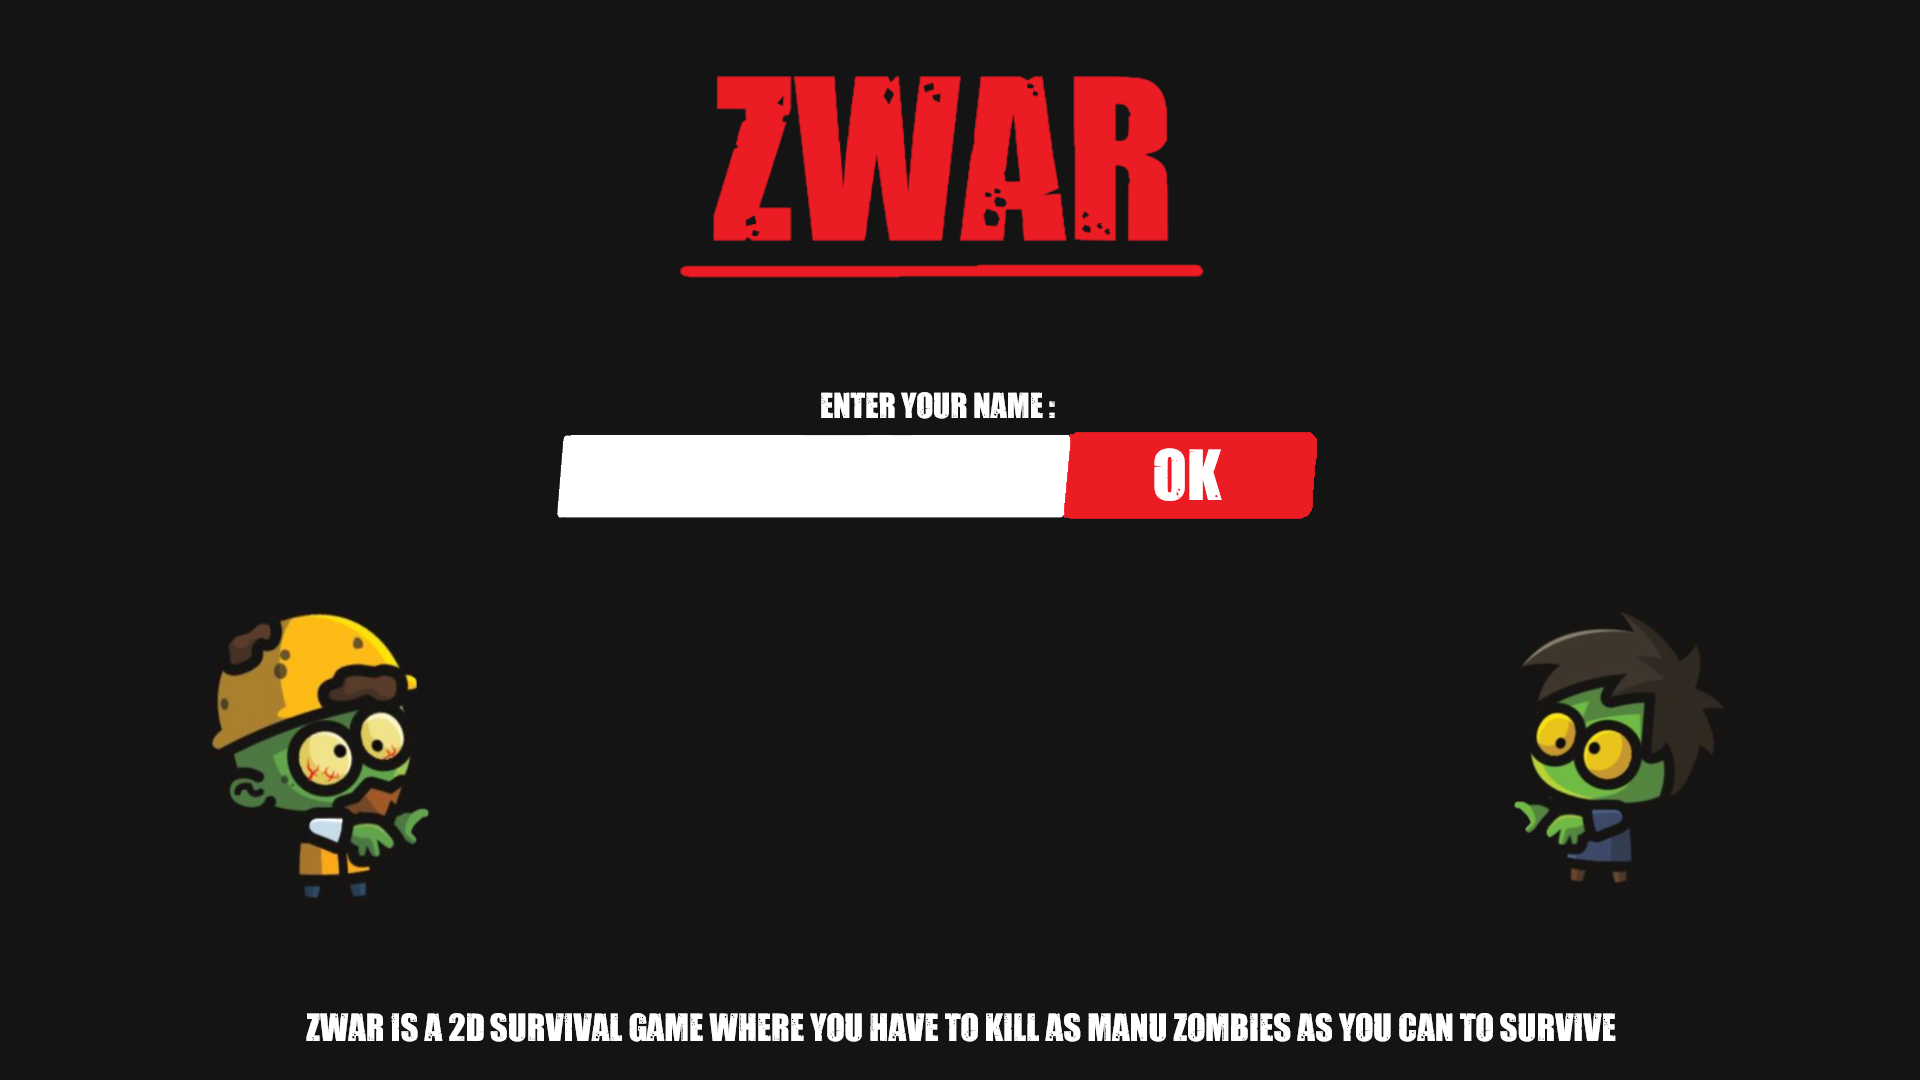 ZWAR
ENTER YOUR NAME :
OK
ZWAR IS A 2D SURVIVAL GAME WHERE YOU HAVE TO KILL AS MANU ZOMBIES AS YOU CAN TO SURVIVE